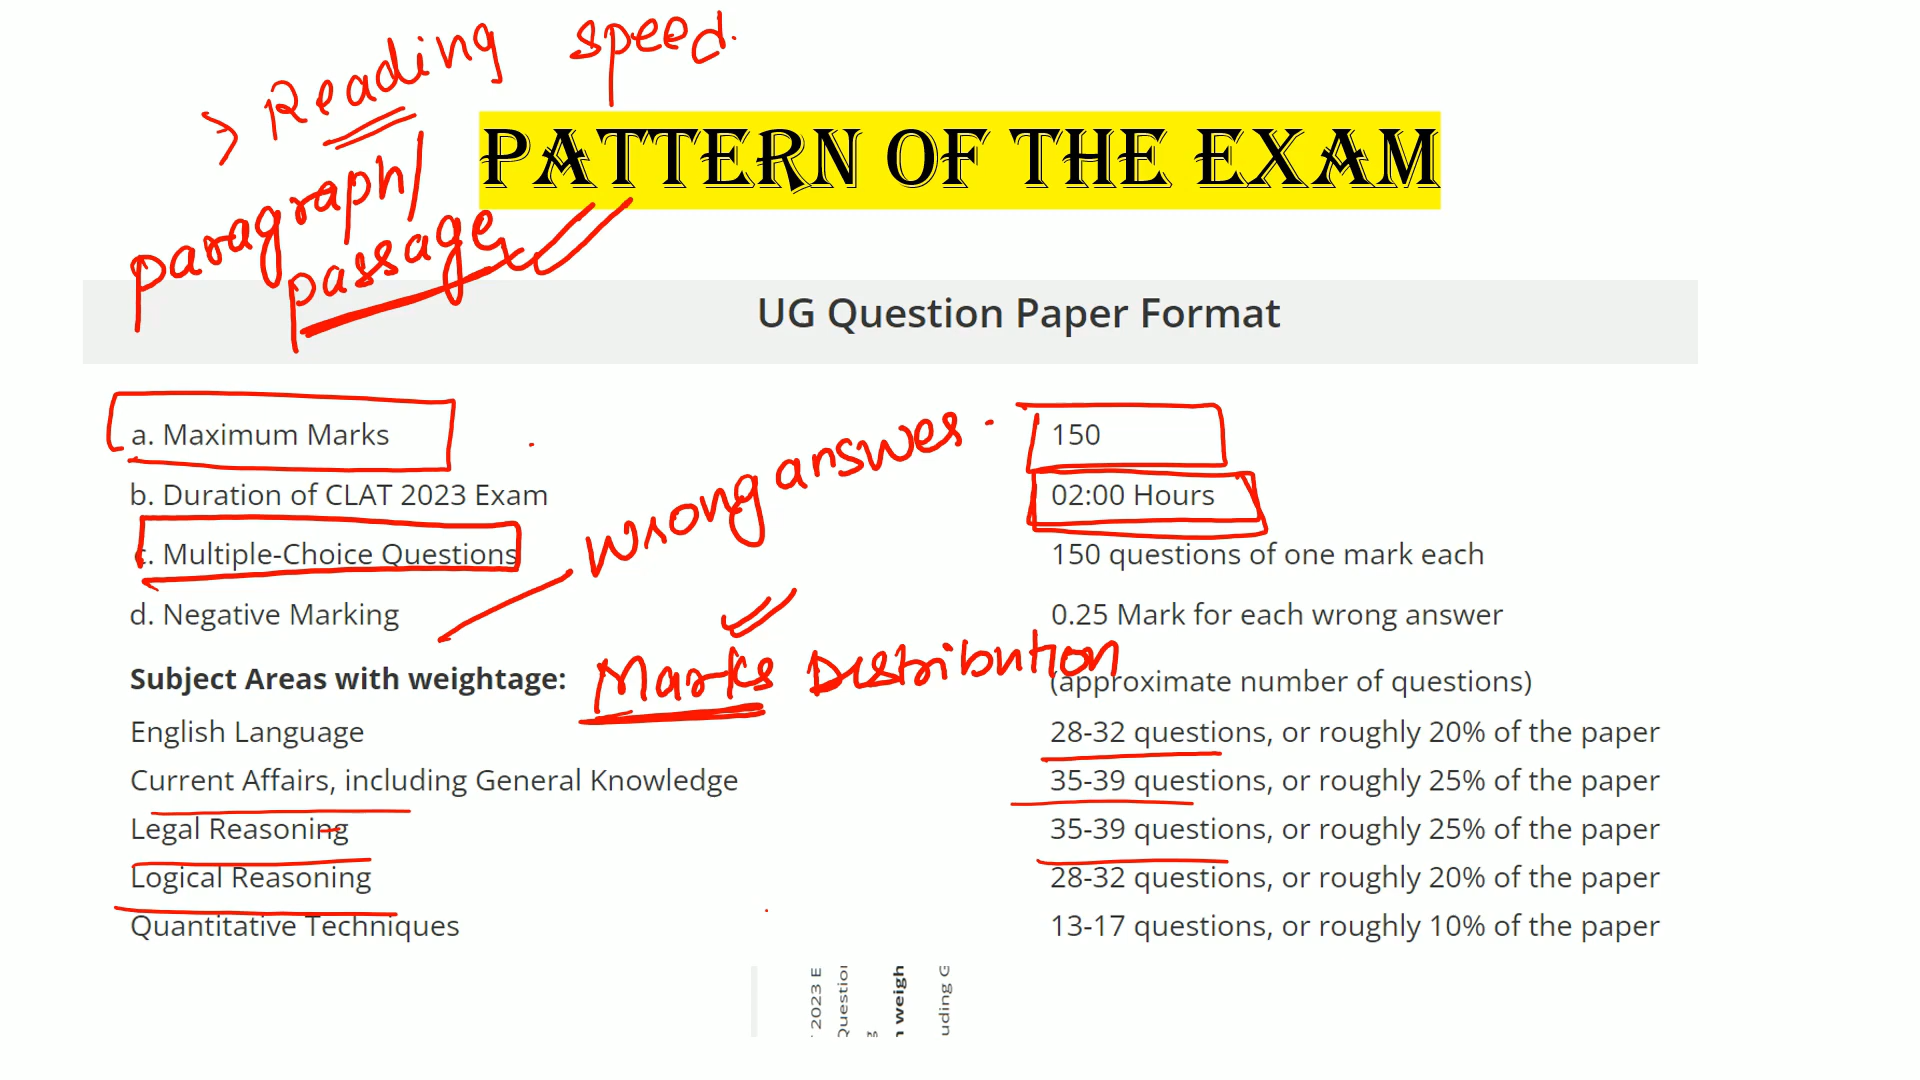 > Reading speed.
PATTERN OF THE EXAM
paragraph/
passage
UG Question Paper Format
a. Maximum Marks 150
wrong answer.
b. Duration of CLAT 2023 Exam 02:00 Hours
c. Multiple-Choice Questions 150 questions of one mark each
d. Negative Marking 0.25 Mark for each wrong answer
Marks Distribution
Subject Areas with weightage: (approximate number of questions)
English Language 28-32 questions, or roughly 20% of the paper
Current Affairs, including General Knowledge 35-39 questions, or roughly 25% of the paper
Legal Reasoning 35-39 questions, or roughly 25% of the paper
Logical Reasoning 28-32 questions, or roughly 20% of the paper
Quantitative Techniques 13-17 questions, or roughly 10% of the paper
2023 E
Question
n weigh
uding G